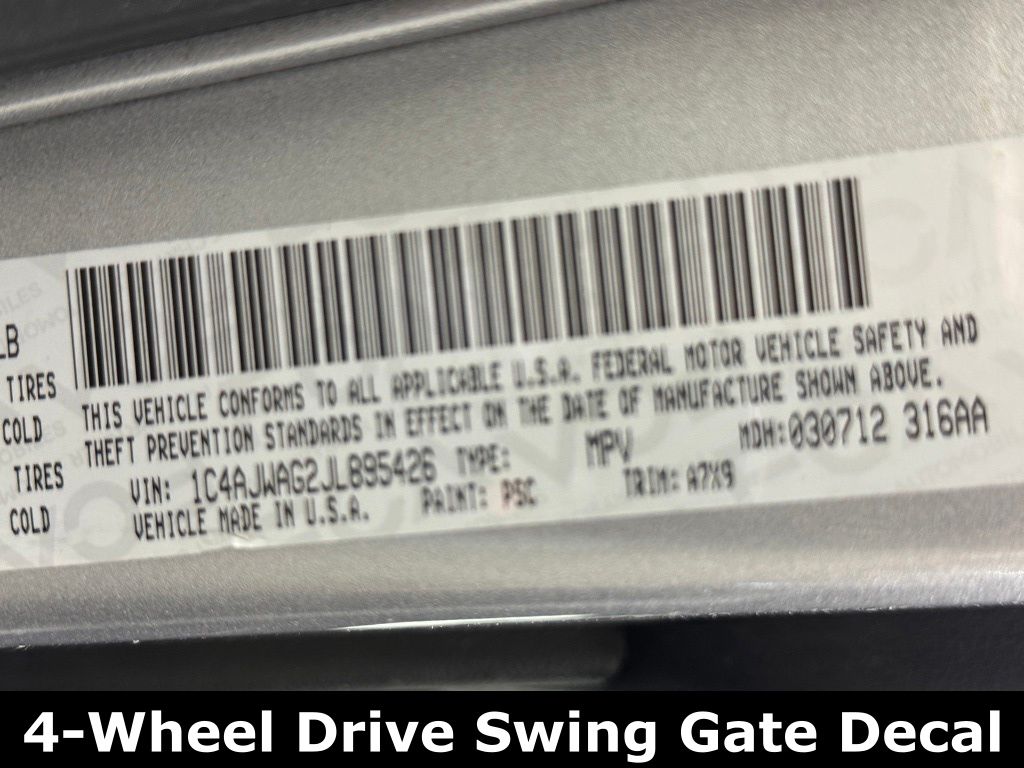 LB
TIRES
COLD
TIRES
COLD
THIS VEHICLE CONFORMS TO ALL APPLICABLE U.S.A. FEDERAL MOTOR VEHICLE SAFETY AND
THEFT PREVENTION STANDARDS IN EFFECT ON THE DATE OF MANUFACTURE SHOWN ABOVE.
VIN: 1C4AJWAG2JL895426 TYPE: MPV MDH:030712 316AA
VEHICLE MADE IN U.S.A. PAINT: PSC TRIM: A7X9
4-Wheel Drive Swing Gate Decal